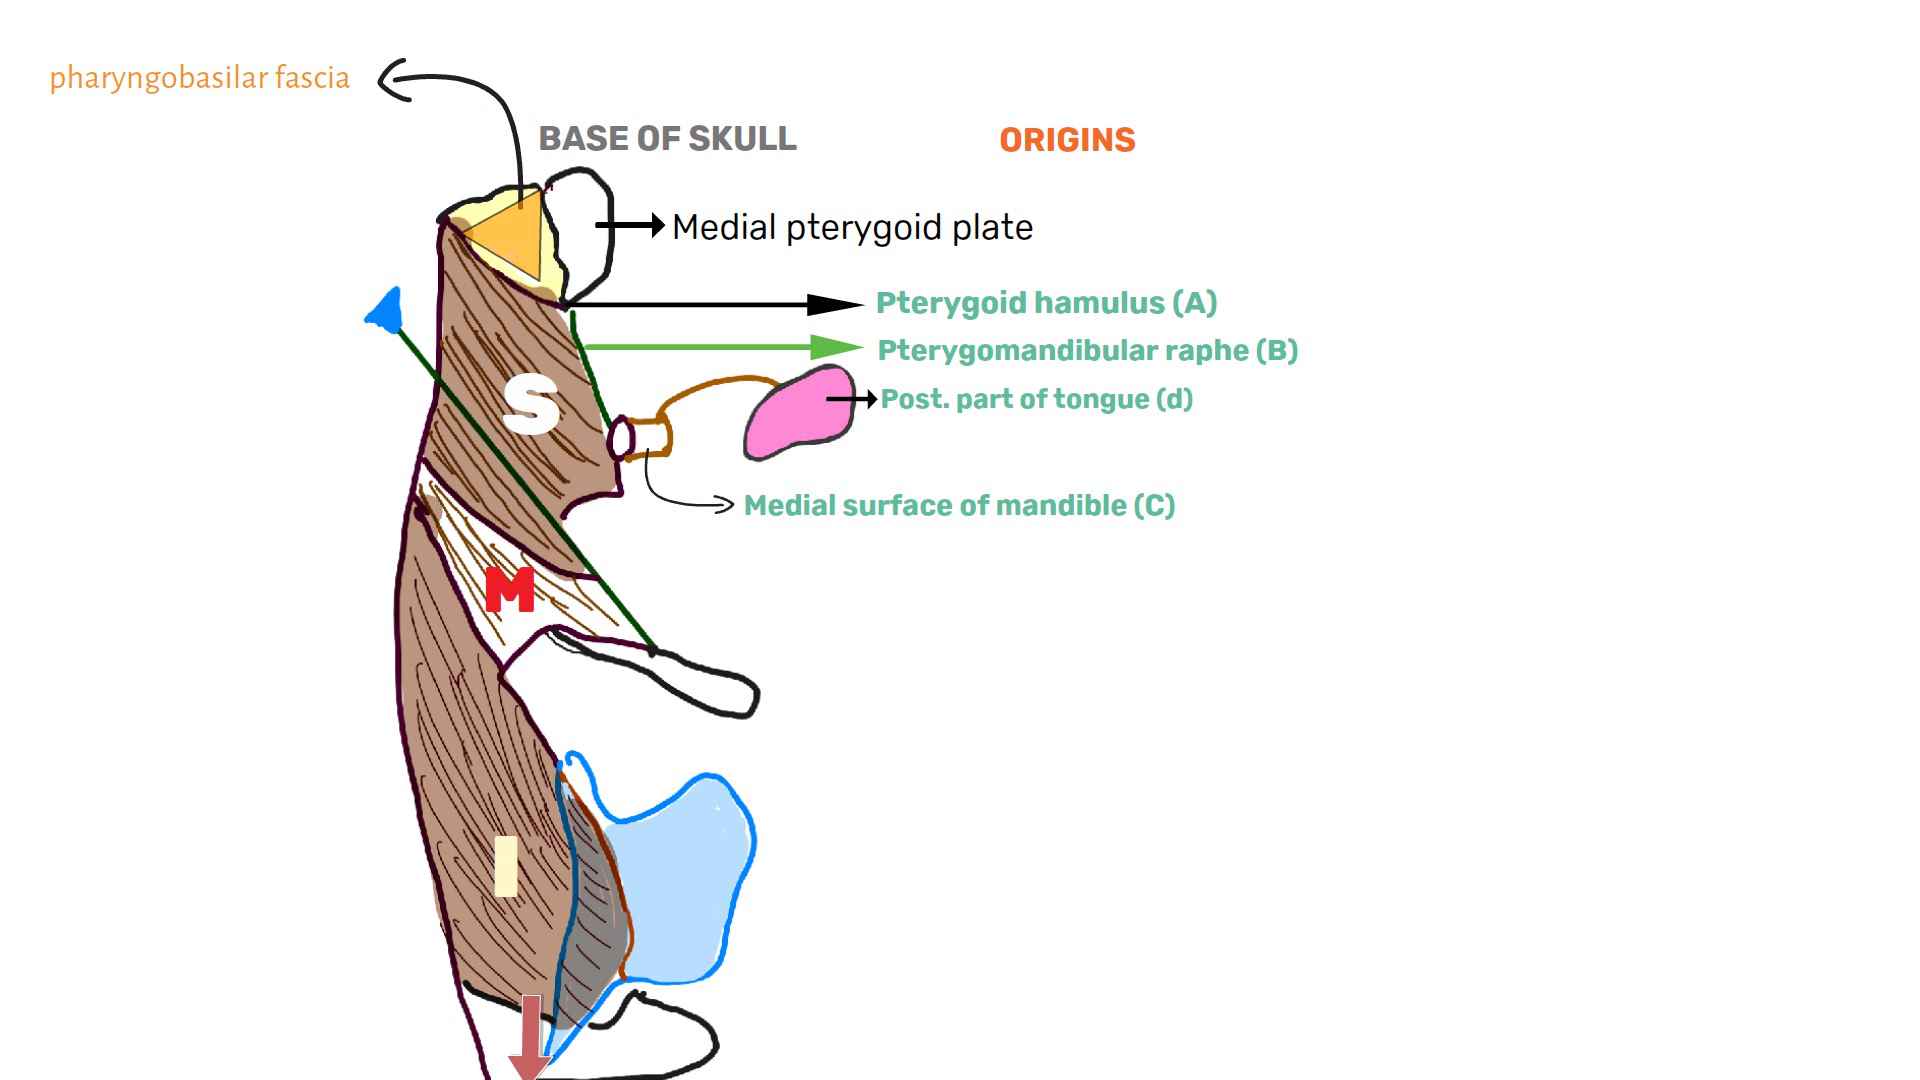 pharyngobasilar fascia
BASE OF SKULL
ORIGINS
Medial pterygoid plate
Pterygoid hamulus (A)
Pterygomandibular raphe (B)
Post. part of tongue (d)
S
Medial surface of mandible (C)
M
I